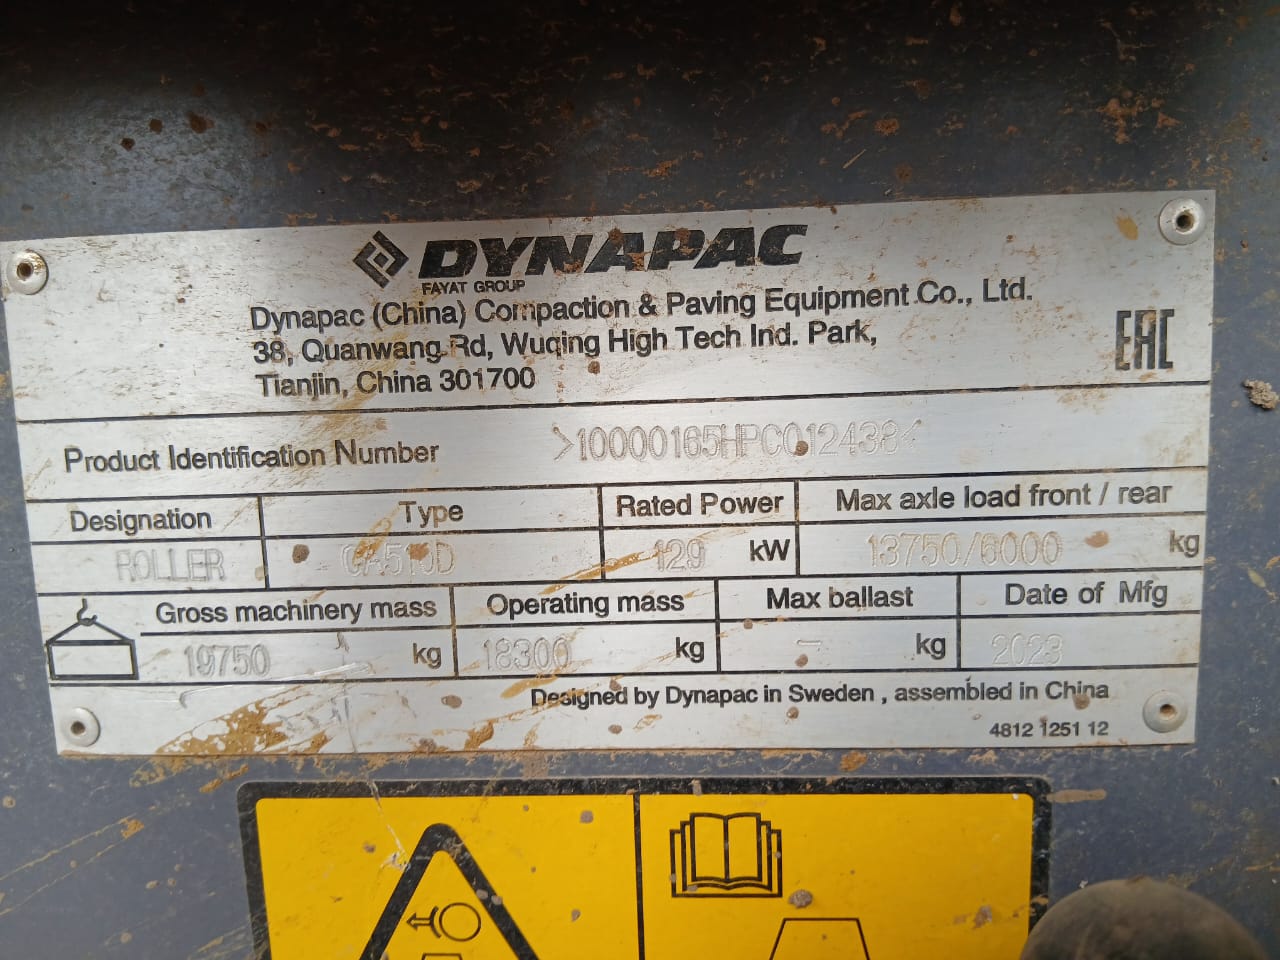 DYNAPAC
FAYAT GROUP
Dynapac (China) Compaction & Paving Equipment Co., Ltd.
38, Quanwang Rd, Wuqing High Tech Ind. Park,
Tianjin, China 301700
EAC
Product Identification Number >10000165HPC012438<
Designation Type Rated Power Max axle load front / rear
ROLLER CA510D 129 kW 13750/6000 kg
Gross machinery mass Operating mass Max ballast Date of Mfg
19750 kg 18300 kg - kg 2023
Designed by Dynapac in Sweden , assembled in China
4812 1251 12